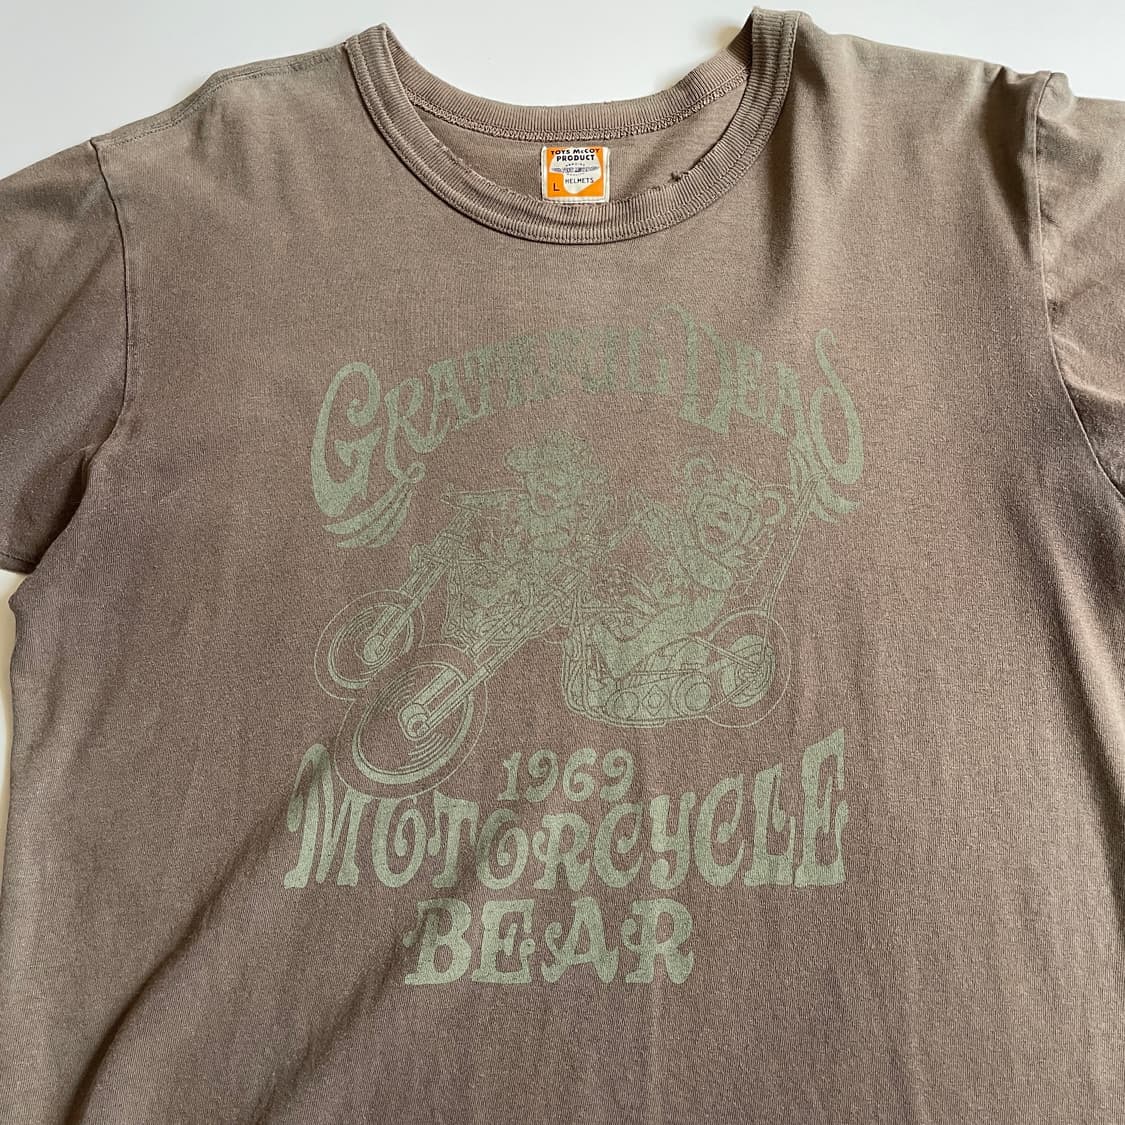 TOYS McCOY
PRODUCT
L HELMETS
GRATEFUL DEAD
1969
MOTORCYCLE
BEAR